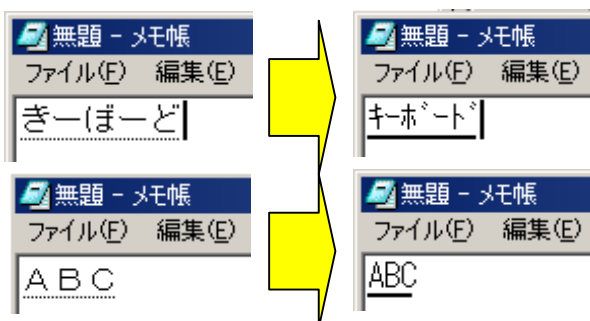 無題 - メモ帳
ファイル(F) 編集(E)
きーぼーど
無題 - メモ帳
ファイル(F) 編集(E)
キーボード
無題 - メモ帳
ファイル(F) 編集(E)
ABC
無題 - メモ帳
ファイル(F) 編集(E)
ABC